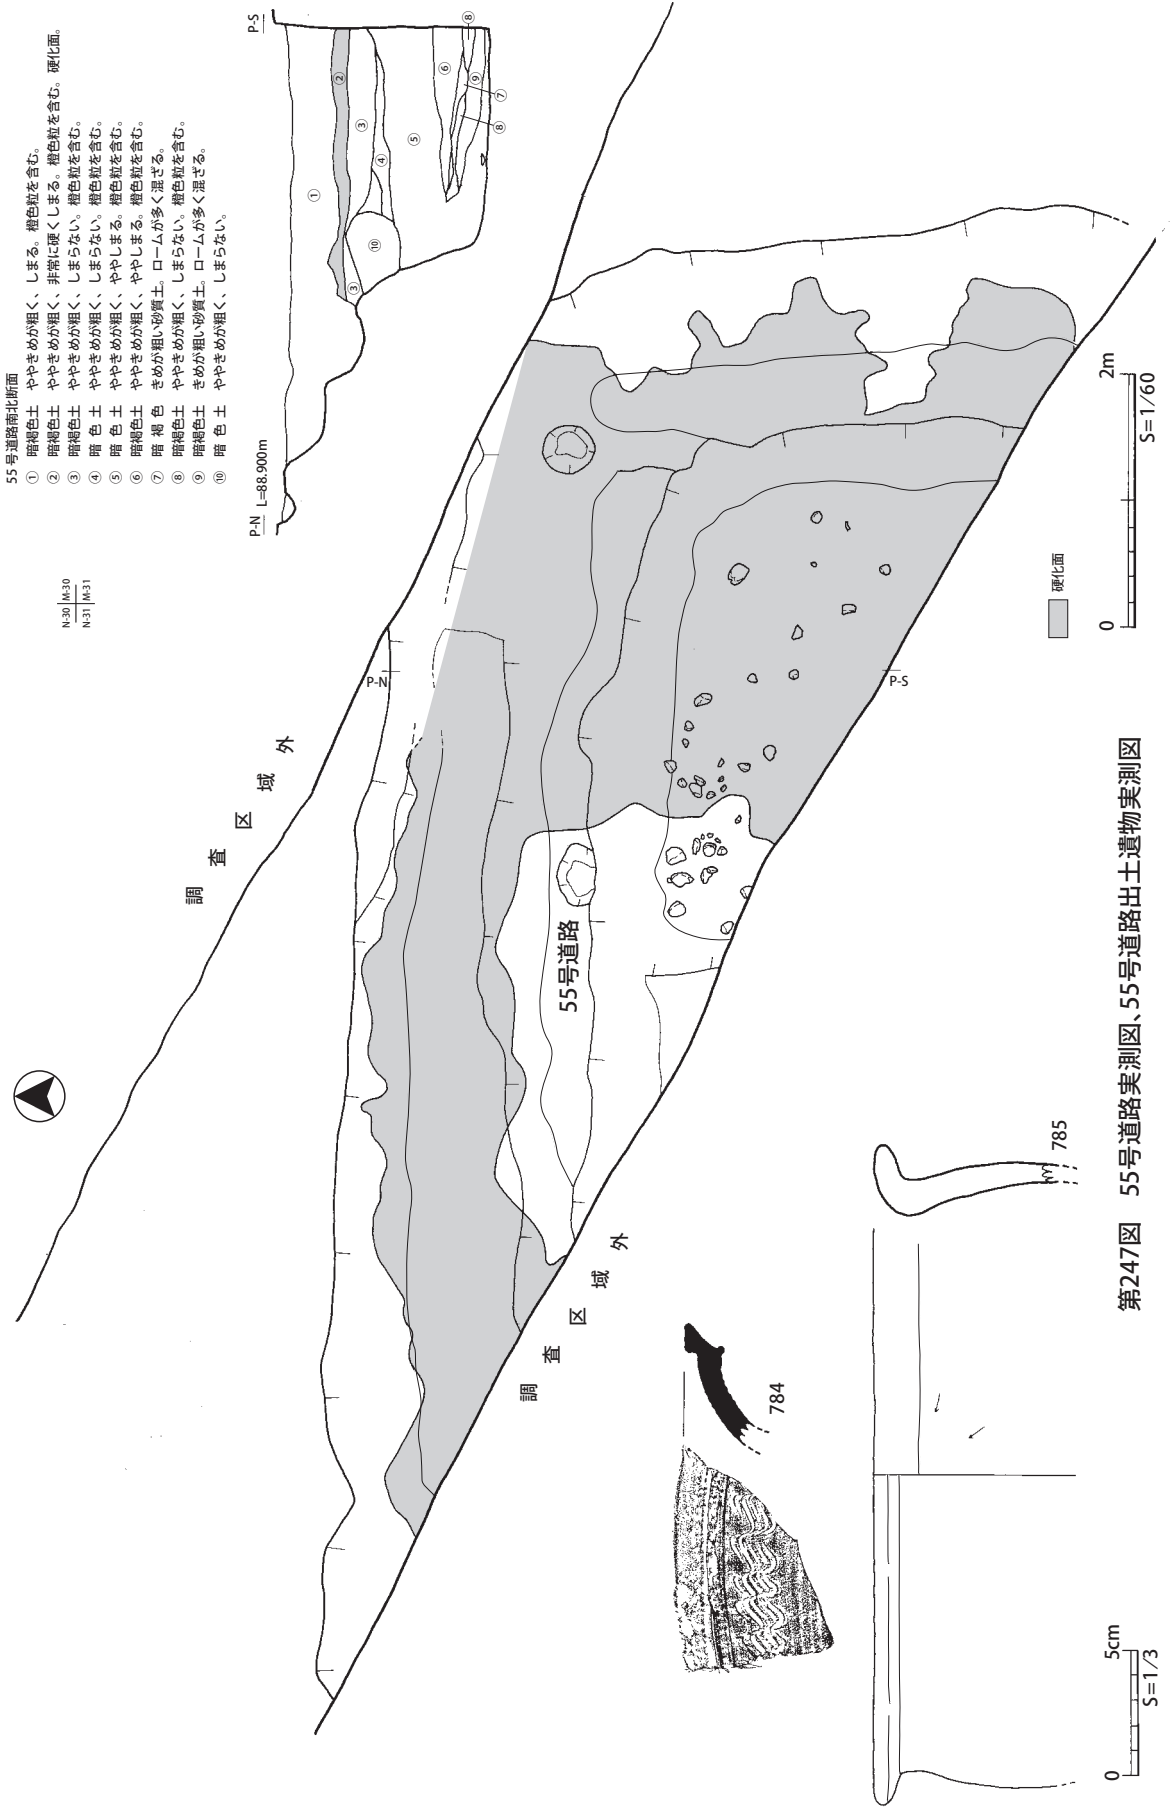 55号道路南北断面
① 暗褐色土 ややきめが粗く、しまる。橙色粒を含む。
② 暗褐色土 ややきめが粗く、非常に硬くしまる。橙色粒を含む。硬化面。
③ 暗褐色土 ややきめが粗く、しまらない。橙色粒を含む。
④ 暗色土 ややきめが粗く、しまらない。橙色粒を含む。
⑤ 暗色土 ややきめが粗く、ややしまる。橙色粒を含む。
⑥ 暗褐色土 ややきめが粗く、ややしまる。橙色粒を含む。
⑦ 暗褐色 きめが粗い砂質土。ロームが多く混ざる。
⑧ 暗褐色土 ややきめが粗く、しまらない。橙色粒を含む。
⑨ 暗褐色土 きめが粗い砂質土。ロームが多く混ざる。
⑩ 暗色土 ややきめが粗く、しまらない。
P-N L=88.900m
P-S
①
②
③
④
⑤
⑥
⑧
⑨
⑦
⑧
③
⑩
N-30 M-30
N-31 M-31
調査区域外
P-N
P-S
55号道路
調査区域外
硬化面
0 2m
S=1/60
784
785
0 5cm
S=1/3
第247図 55号道路実測図、55号道路出土遺物実測図